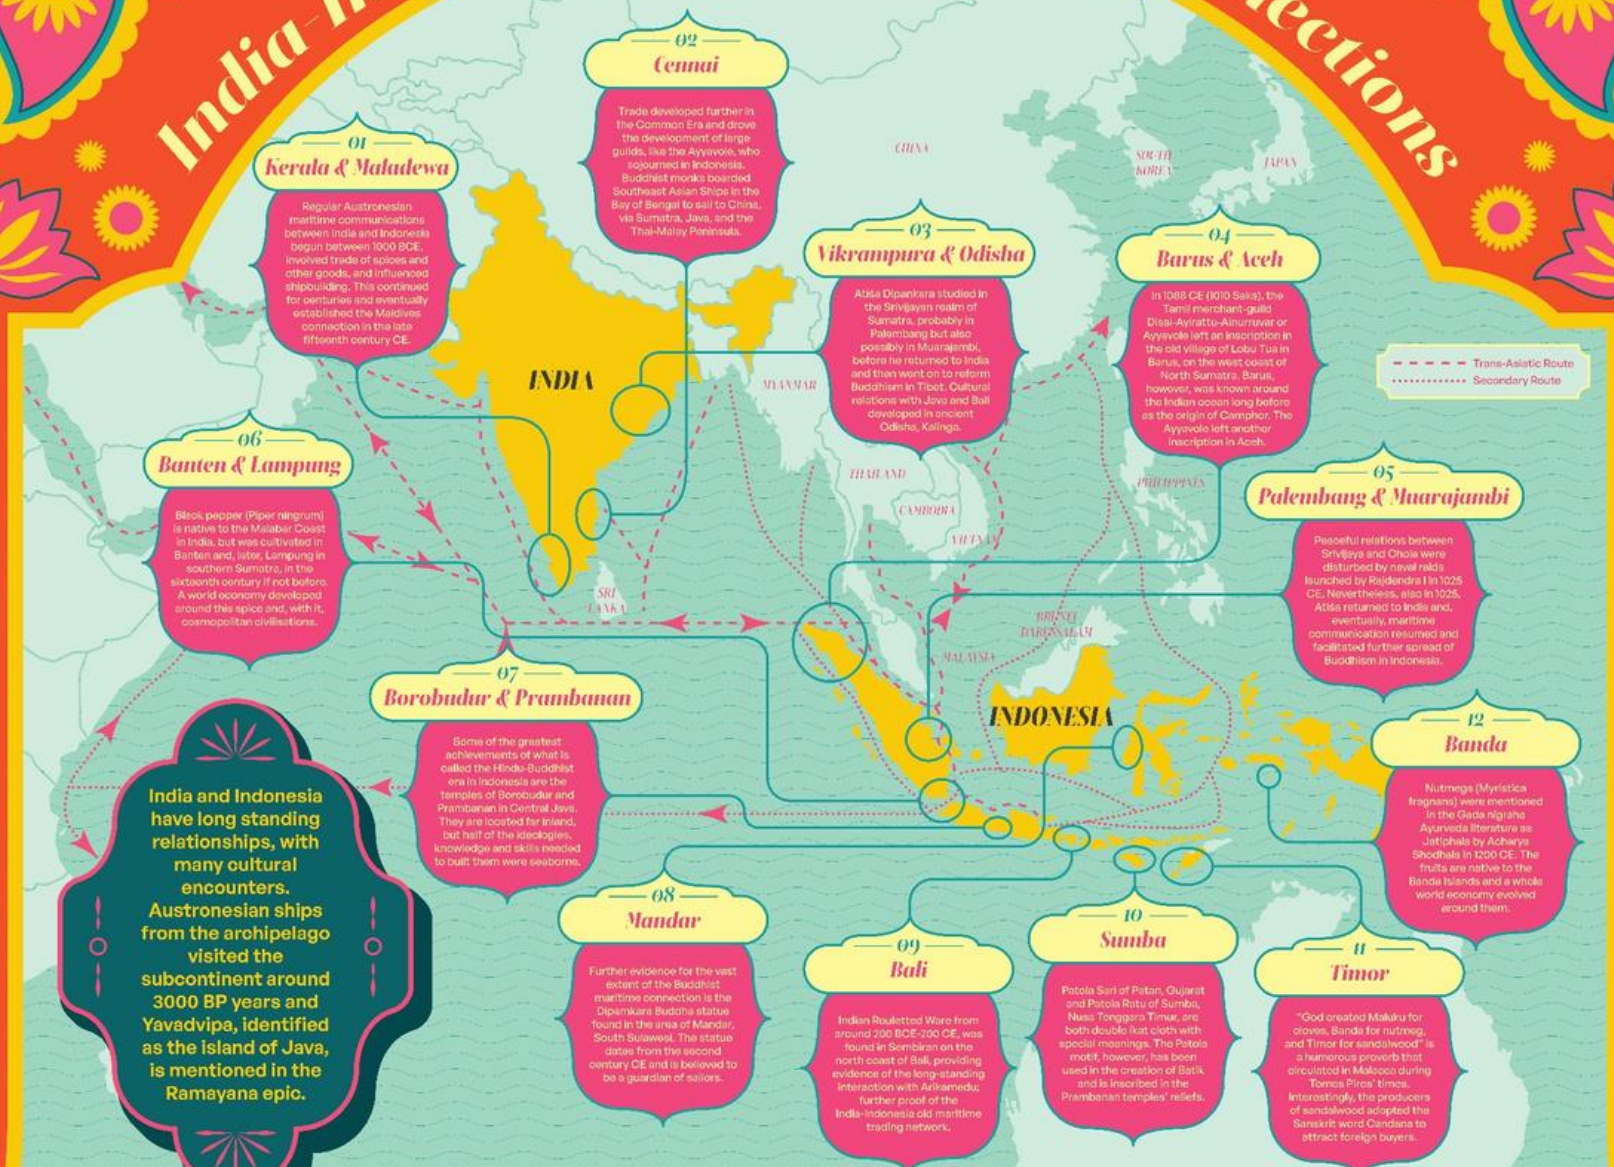 India-In
ections
01
Kerala & Maladewa
Regular Austronesian
maritime communications
between India and Indonesia
begun between 1000 BCE,
involved trade of spices and
other goods, and influenced
shipbuilding. This continued
for centuries and eventually
established the Maldives
connection in the late
fifteenth century CE.
02
Cennai
Trade developed further in
the Common Era and drove
the development of large
guilds, like the Ayyavole, who
sojourned in Indonesia.
Buddhist monks boarded
Southeast Asian Ships in the
Bay of Bengal to sail to China,
via Sumatra, Java, and the
Thai-Malay Peninsula.
03
Vikrampura & Odisha
Atiśa Dipankara studied in
the Srivijayan realm of
Sumatra, probably in
Palembang but also
possibly in Muarajambi,
before he returned to India
and then went on to reform
Buddhism in Tibet. Cultural
relations with Java and Bali
developed in ancient
Odisha, Kalinga.
04
Barus & Aceh
In 1088 CE (1010 Saka), the
Tamil merchant-guild
Disai-Ayirattu-Ainurruvar or
Ayyavole left an inscription in
the old village of Lobu Tua in
Barus, on the west coast of
North Sumatra. Barus,
however, was known around
the Indian ocean long before
as the origin of Camphor. The
Ayyavole left another
inscription in Aceh.
Trans-Asiatic Route
Secondary Route
05
Palembang & Muarajambi
Peaceful relations between
Srivijaya and Chola were
disturbed by naval raids
launched by Rajdendra I in 1025
CE. Nevertheless, also in 1025,
Atiśa returned to India and,
eventually, maritime
communication resumed and
facilitated further spread of
Buddhism in Indonesia.
06
Banten & Lampung
Black pepper (Piper ningrum)
is native to the Malabar Coast
in India, but was cultivated in
Banten and, later, Lampung in
southern Sumatra, in the
sixteenth century if not before.
A world economy developed
around this spice and, with it,
cosmopolitan civilisations.
07
Borobudur & Prambanan
Some of the greatest
achievements of what is
called the Hindu-Buddhist
era in Indonesia are the
temples of Borobudur and
Prambanan in Central Java.
They are located far inland,
but half of the ideologies,
knowledge and skills needed
to built them were seaborne.
08
Mandar
Further evidence for the vast
extent of the Buddhist
maritime connection is the
Dipamkara Buddha statue
found in the area of Mandar,
South Sulawesi. The statue
dates from the second
century CE and is believed to
be a guardian of sailors.
09
Bali
Indian Rouletted Ware from
around 200 BCE-200 CE, was
found in Sembiran on the
north coast of Bali, providing
evidence of the long-standing
interaction with Arikamedu;
further proof of the
India-Indonesia old maritime
trading network.
10
Sumba
Patola Sari of Patan, Gujarat
and Patola Ratu of Sumba,
Nusa Tenggara Timur, are
both double ikat cloth with
special meanings. The Patola
motif, however, has been
used in the creation of Batik
and is inscribed in the
Prambanan temples' reliefs.
11
Timor
"God created Maluku for
cloves, Banda for nutmeg,
and Timor for sandalwood" is
a humorous proverb that
circulated in Malacca during
Tomes Pires' times.
Interestingly, the producers
of sandalwood adopted the
Sanskrit word Candana to
attract foreign buyers.
12
Banda
Nutmegs (Myristica
fragrans) were mentioned
in the Gada nigraha
Ayurveda literature as
Jatiphala by Acharya
Shodhala in 1200 CE. The
fruits are native to the
Banda Islands and a whole
world economy evolved
around them.
India and Indonesia
have long standing
relationships, with
many cultural
encounters.
Austronesian ships
from the archipelago
visited the
subcontinent around
3000 BP years and
Yavadvipa, identified
as the island of Java,
is mentioned in the
Ramayana epic.
CHINA
SOUTH
KOREA
JAPAN
INDIA
MYANMAR
THAILAND
CAMBODIA
VIETNAM
PHILIPPINES
SRI
LANKA
BRUNEI
DARUSSALAM
MALAYSIA
INDONESIA